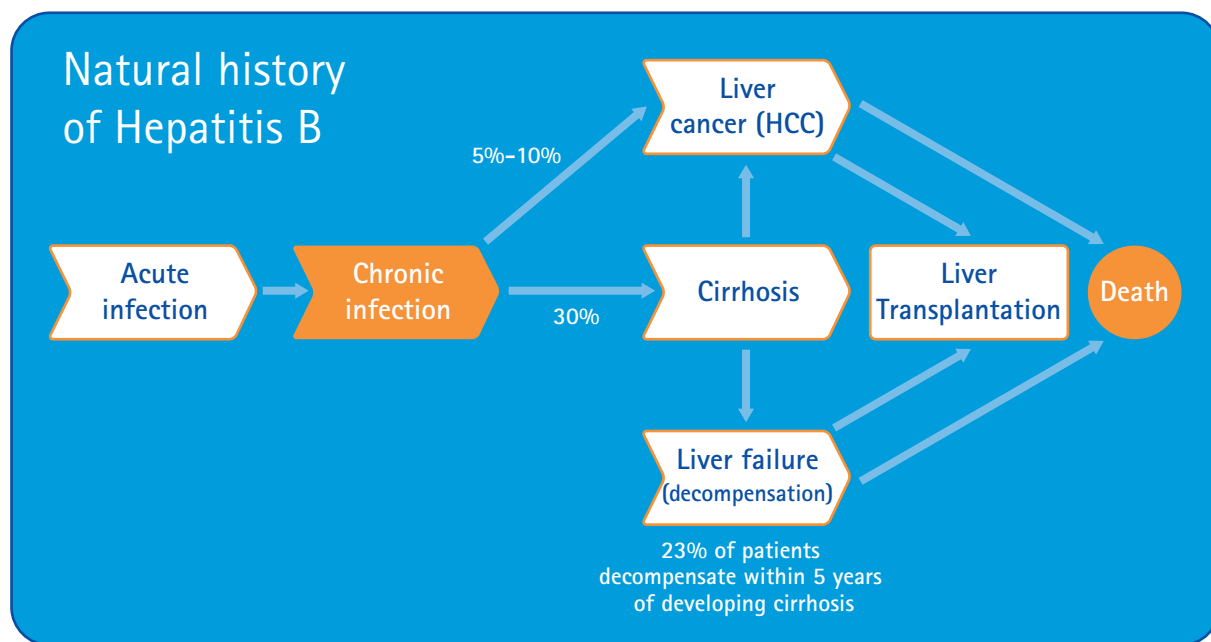 Natural history
of Hepatitis B
Liver
cancer (HCC)
5%-10%
Acute
infection
Chronic
infection
30%
Cirrhosis
Liver
Transplantation
Death
Liver failure
(decompensation)
23% of patients
decompensate within 5 years
of developing cirrhosis